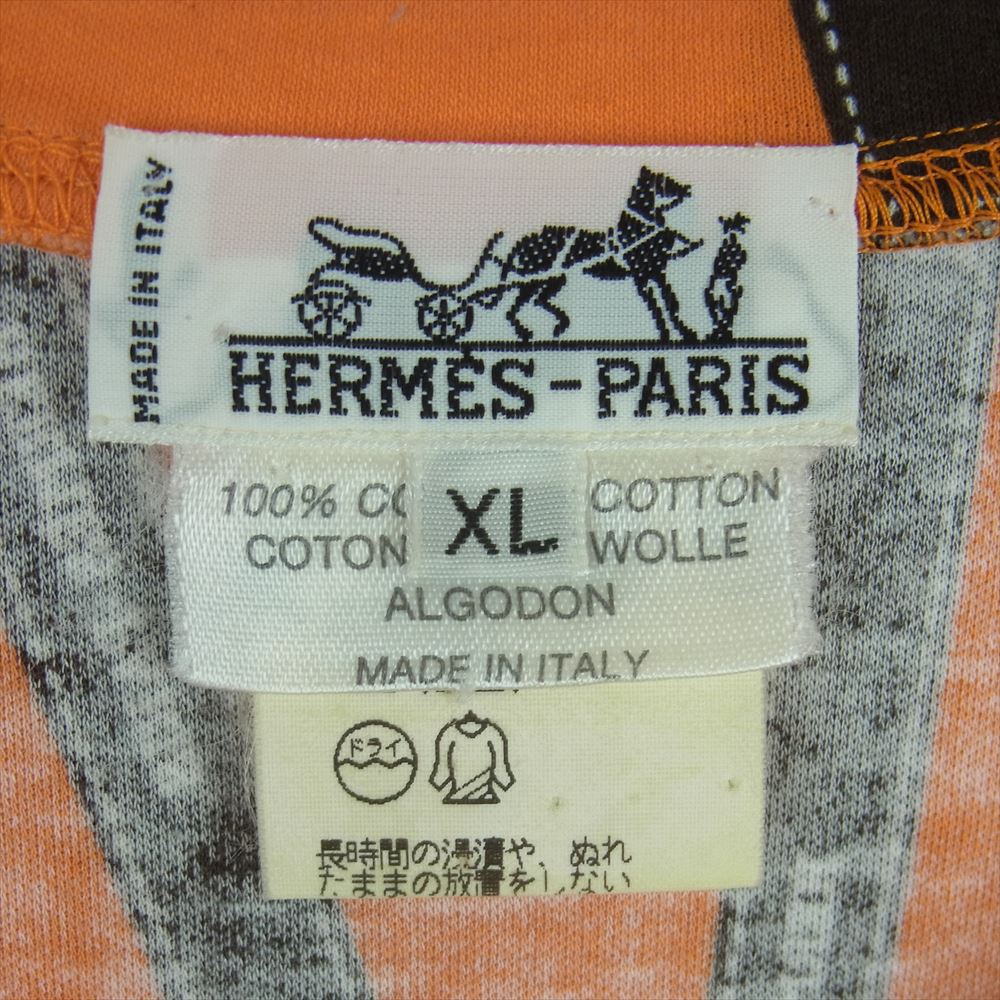 MADE IN ITALY
HERMÈS-PARIS
XL
100% CO COTTON
COTON WOLLE
ALGODON
MADE IN ITALY
ドライ
長時間の浸漬や、ぬれ
たままの放置をしない